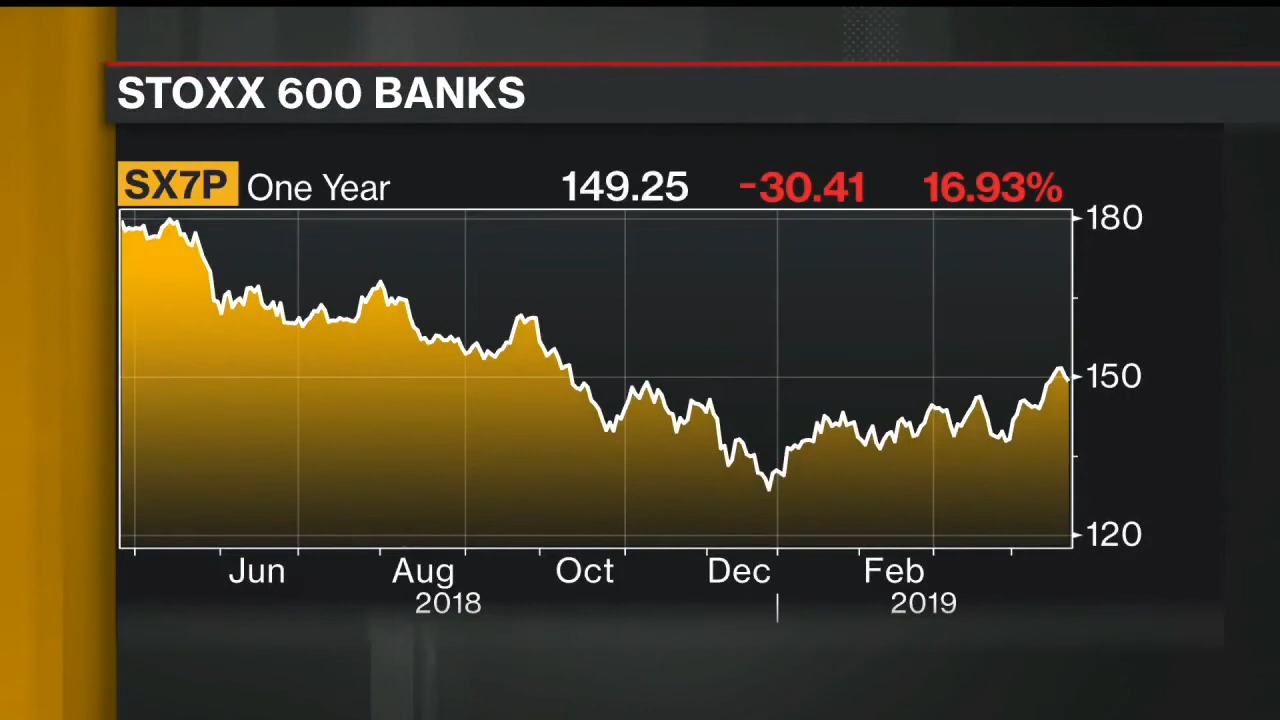 STOXX 600 BANKS
SX7P One Year 149.25 -30.41 16.93%
180
150
120
Jun Aug Oct Dec Feb
2018 2019